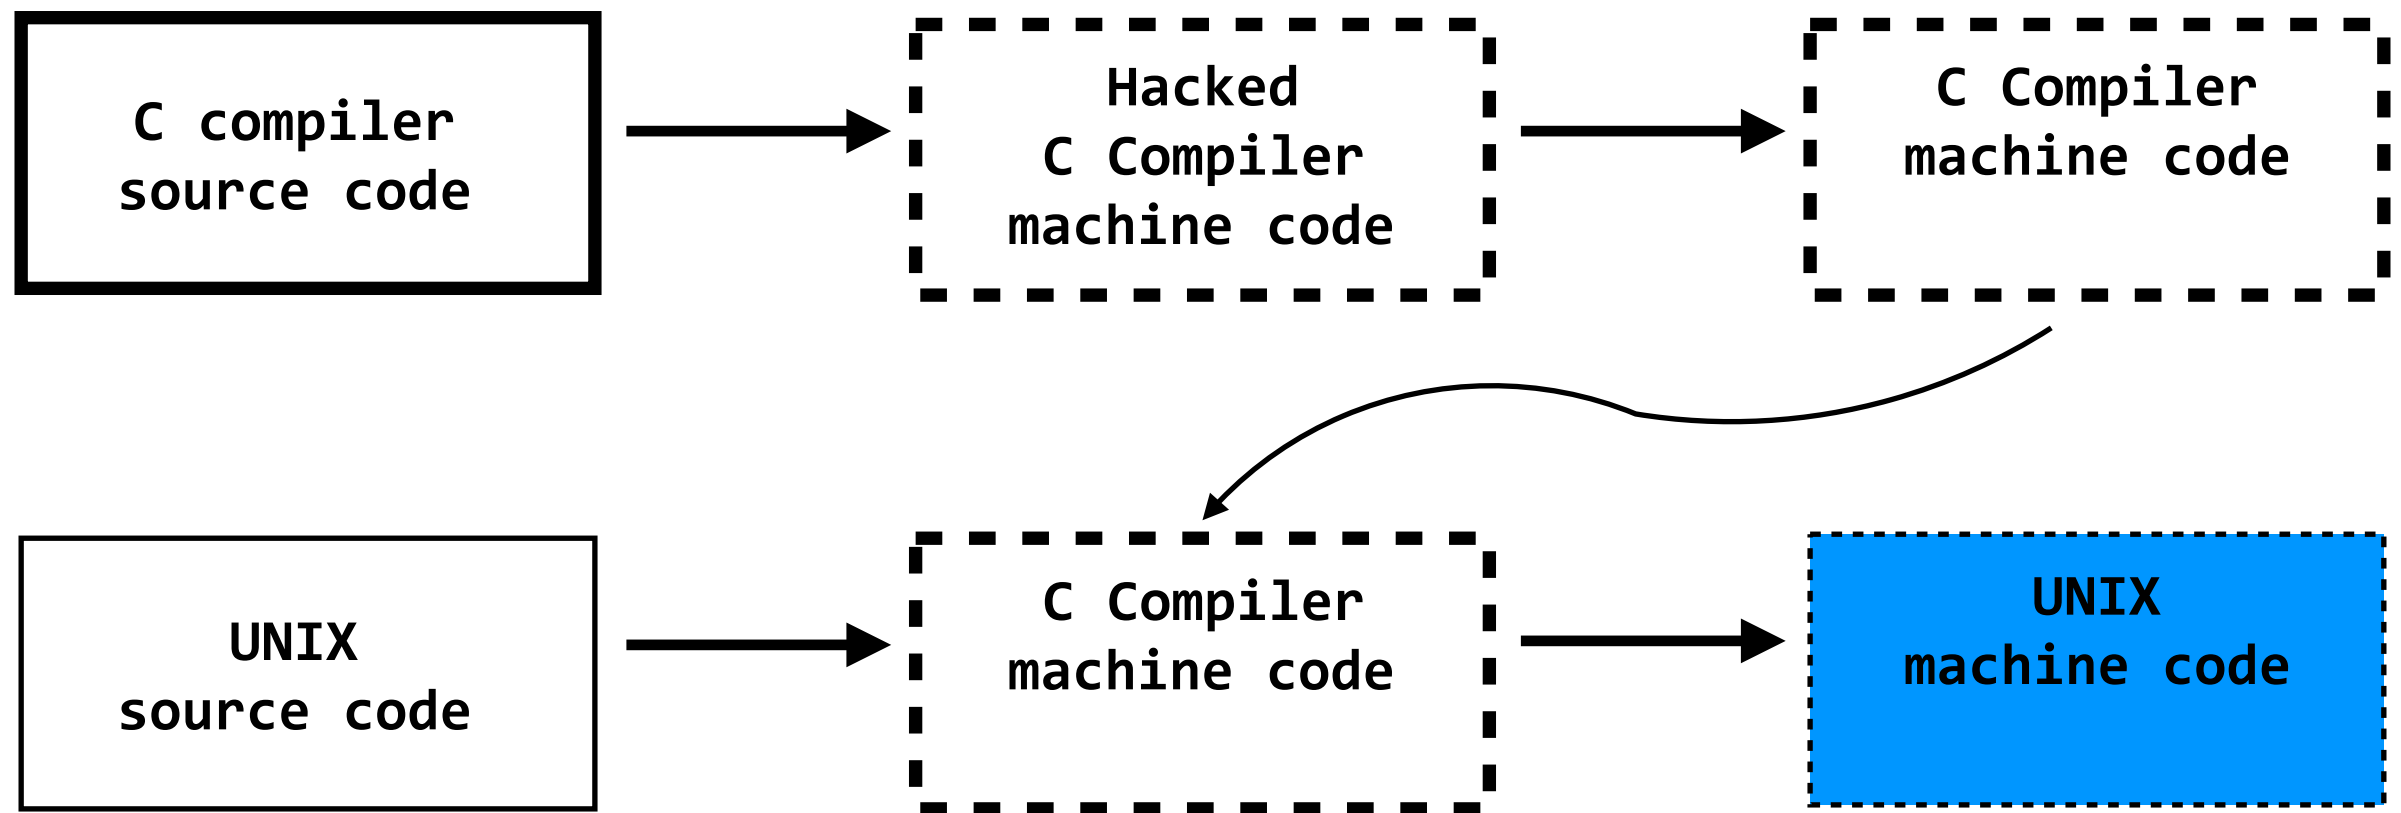 C compiler
source code
Hacked
C Compiler
machine code
C Compiler
machine code
UNIX
source code
C Compiler
machine code
UNIX
machine code